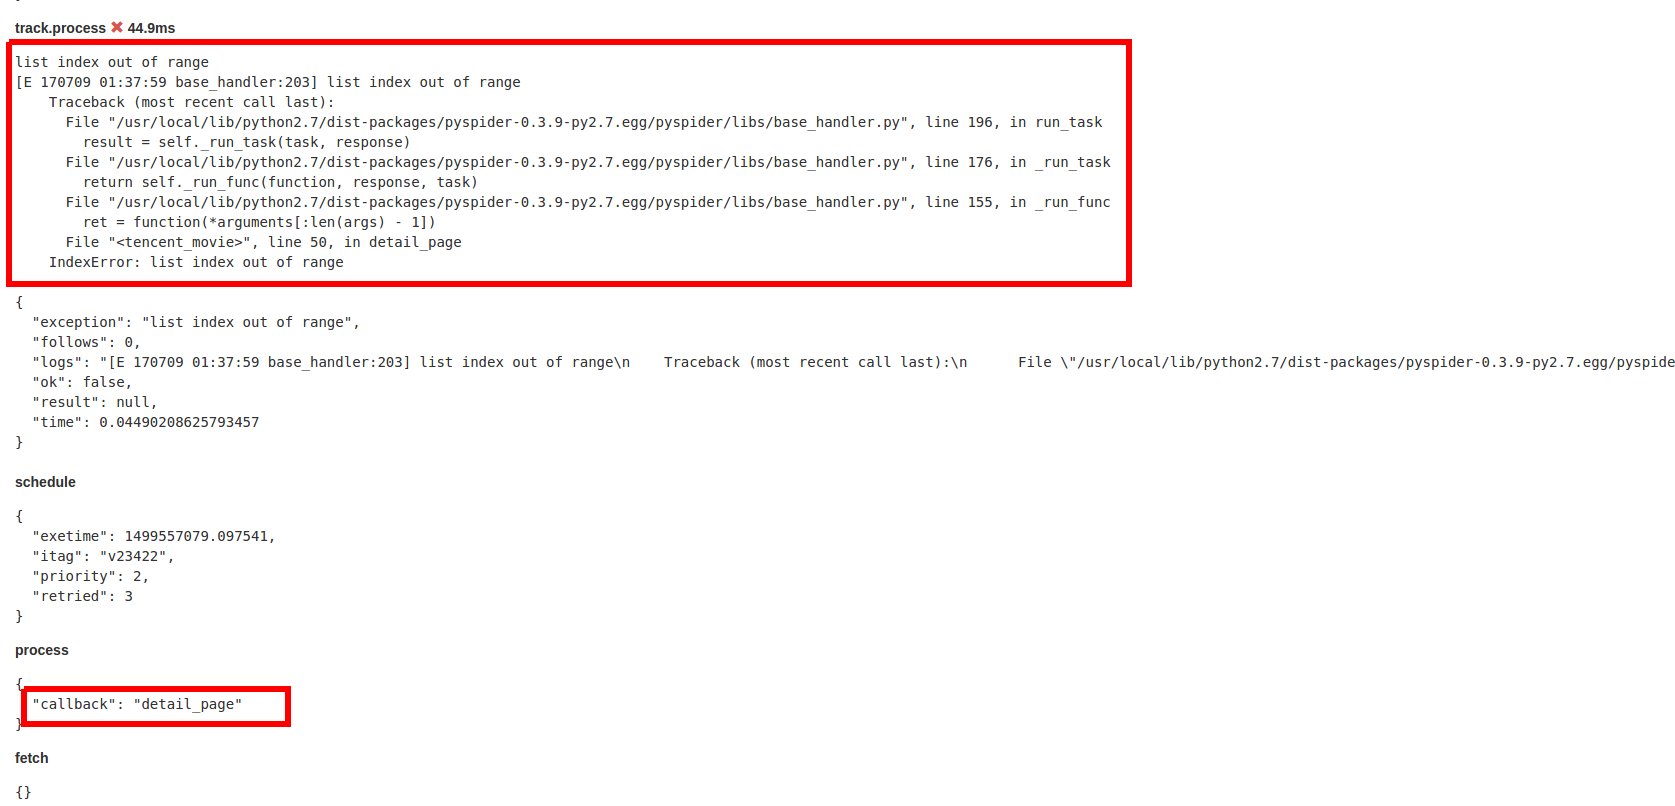 track.process ✖ 44.9ms
list index out of range
[E 170709 01:37:59 base_handler:203] list index out of range
    Traceback (most recent call last):
      File "/usr/local/lib/python2.7/dist-packages/pyspider-0.3.9-py2.7.egg/pyspider/libs/base_handler.py", line 196, in run_task
        result = self._run_task(task, response)
      File "/usr/local/lib/python2.7/dist-packages/pyspider-0.3.9-py2.7.egg/pyspider/libs/base_handler.py", line 176, in _run_task
        return self._run_func(function, response, task)
      File "/usr/local/lib/python2.7/dist-packages/pyspider-0.3.9-py2.7.egg/pyspider/libs/base_handler.py", line 155, in _run_func
        ret = function(*arguments[:len(args) - 1])
      File "<tencent_movie>", line 50, in detail_page
    IndexError: list index out of range
{
  "exception": "list index out of range",
  "follows": 0,
  "logs": "[E 170709 01:37:59 base_handler:203] list index out of range\n    Traceback (most recent call last):\n      File \"/usr/local/lib/python2.7/dist-packages/pyspider-0.3.9-py2.7.egg/pyspide
  "ok": false,
  "result": null,
  "time": 0.04490208625793457
}
schedule
{
  "exetime": 1499557079.097541,
  "itag": "v23422",
  "priority": 2,
  "retried": 3
}
process
{
  "callback": "detail_page"
}
fetch
{}